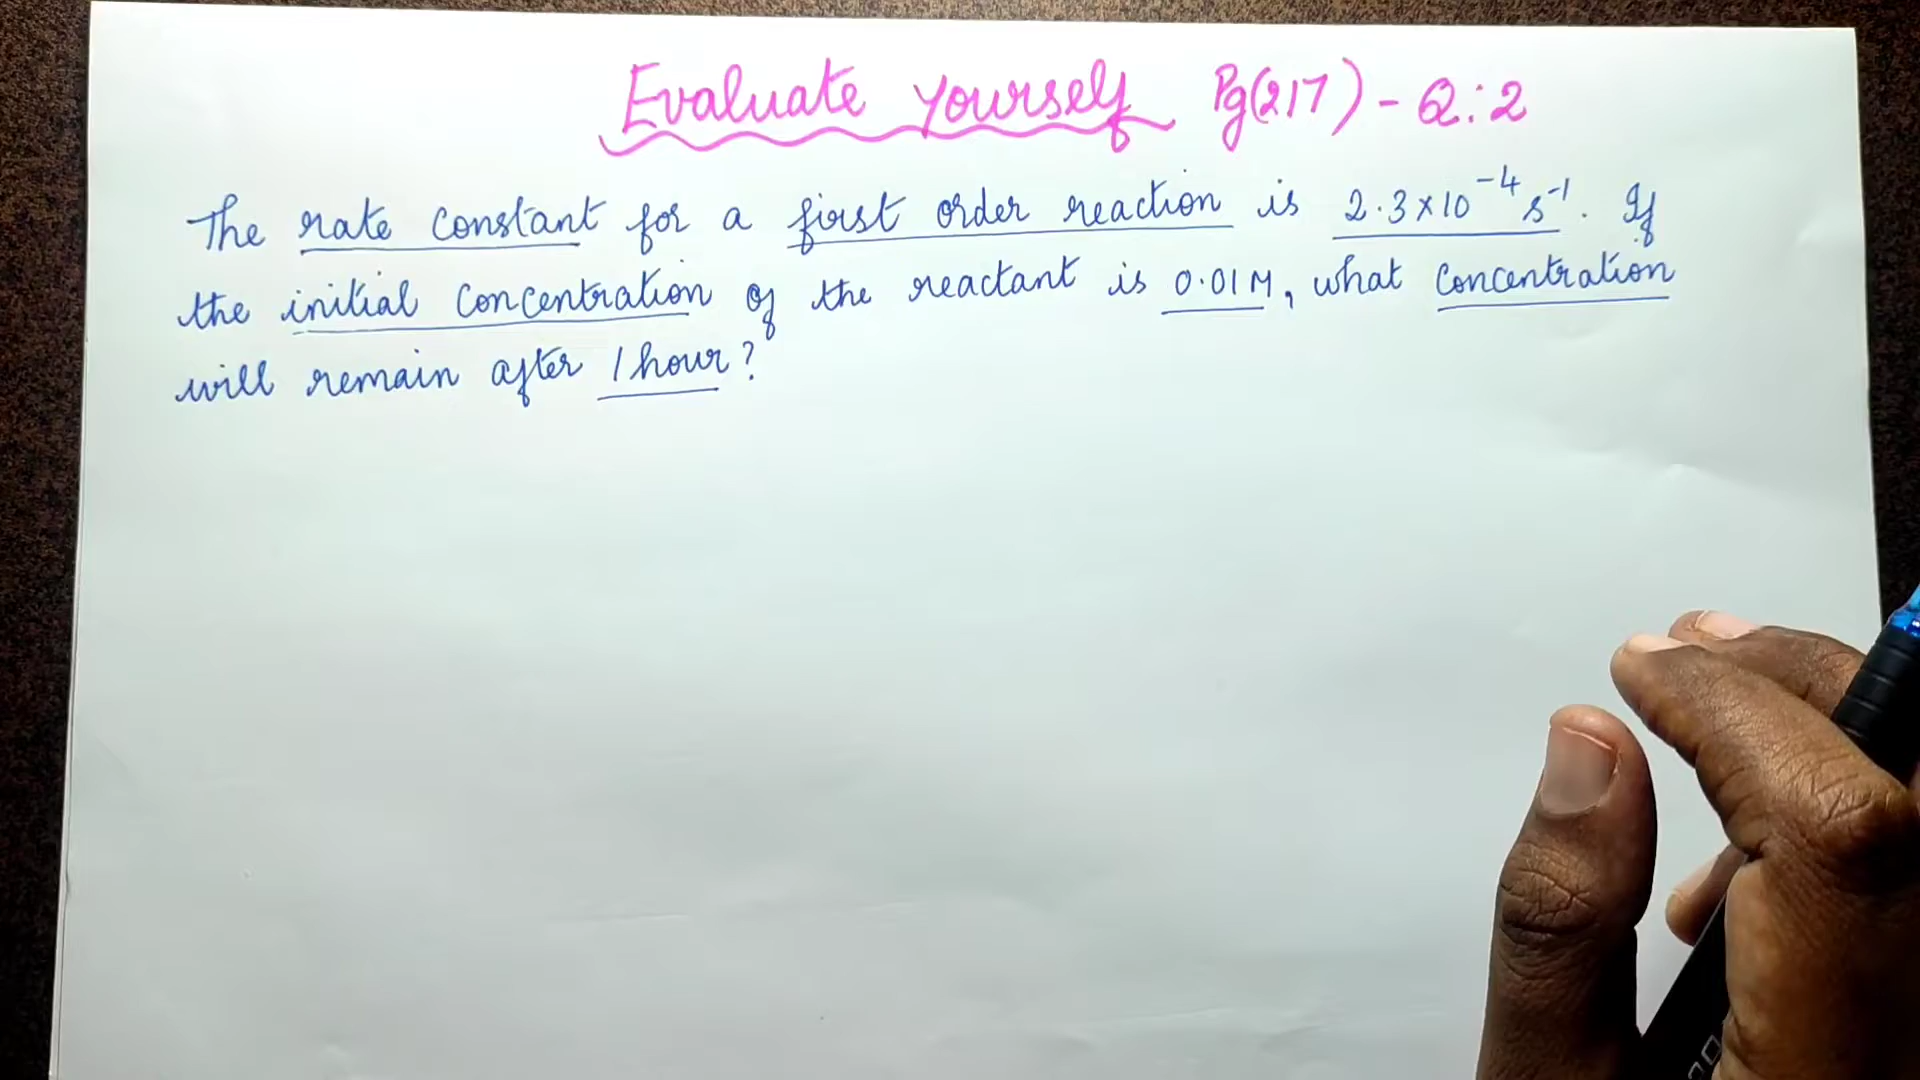 Evaluate yourself Pg(217) - Q:2
The rate constant for a first order reaction is 2.3×10⁻⁴ s⁻¹. If
the initial concentration of the reactant is 0.01M, what concentration
will remain after 1 hour?